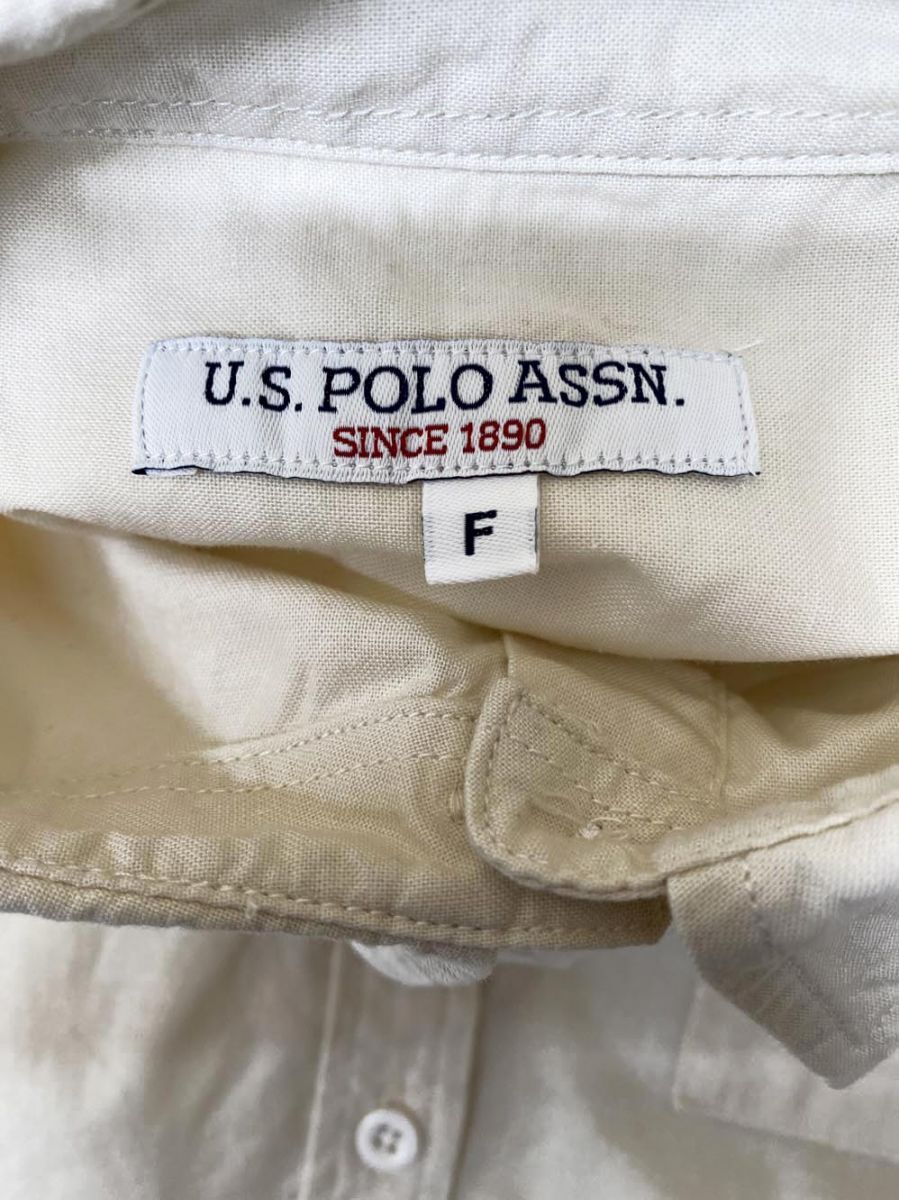 U.S. POLO ASSN.
SINCE 1890
F